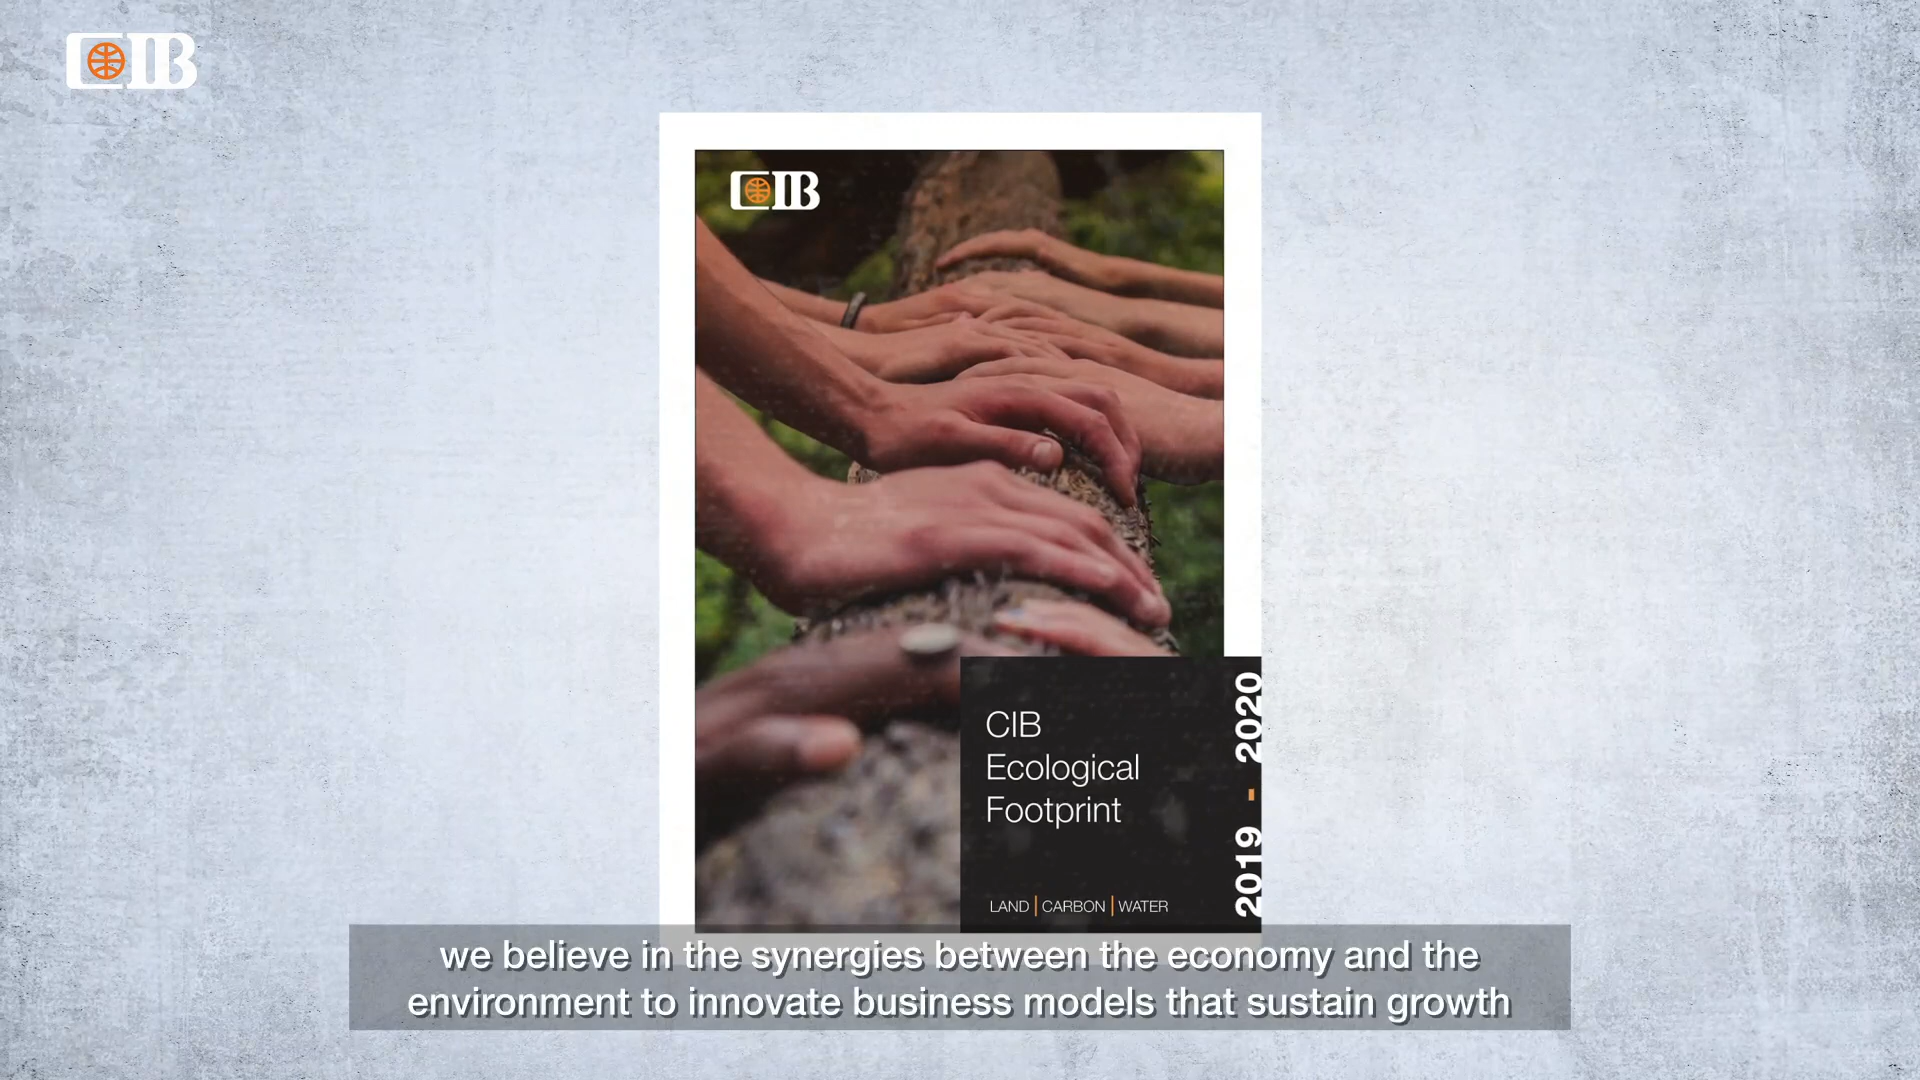 CIB
CIB
CIB
Ecological
Footprint
2019 - 2020
LAND | CARBON | WATER
we believe in the synergies between the economy and the
environment to innovate business models that sustain growth